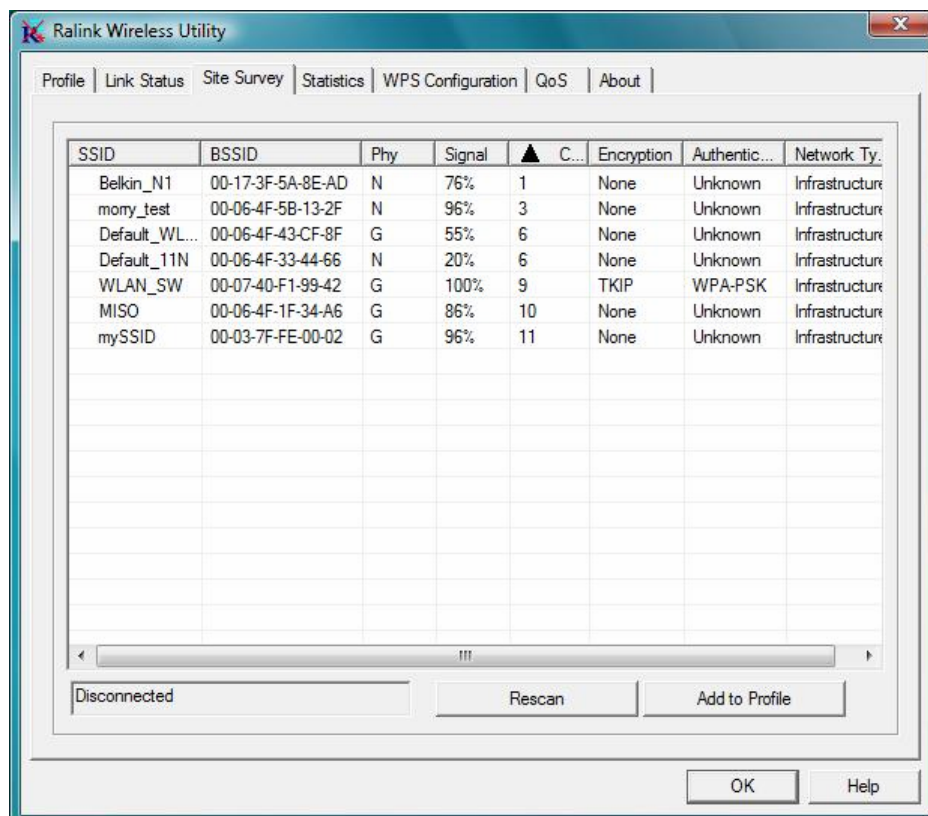 Ralink Wireless Utility
Profile Link Status Site Survey Statistics WPS Configuration QoS About
SSID BSSID Phy Signal ▲ C... Encryption Authentic... Network Ty.
Belkin_N1 00-17-3F-5A-8E-AD N 76% 1 None Unknown Infrastructure
morry_test 00-06-4F-5B-13-2F N 96% 3 None Unknown Infrastructure
Default_WL... 00-06-4F-43-CF-8F G 55% 6 None Unknown Infrastructure
Default_11N 00-06-4F-33-44-66 N 20% 6 None Unknown Infrastructure
WLAN_SW 00-07-40-F1-99-42 G 100% 9 TKIP WPA-PSK Infrastructure
MISO 00-06-4F-1F-34-A6 G 86% 10 None Unknown Infrastructure
mySSID 00-03-7F-FE-00-02 G 96% 11 None Unknown Infrastructure
Disconnected Rescan Add to Profile
OK Help